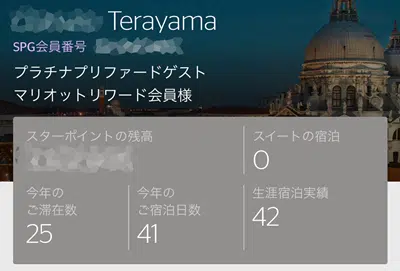 Terayama
SPG会員番号
プラチナプリファードゲスト
マリオットリワード会員様
スターポイントの残高
スイートの宿泊
0
今年の
ご滞在数
25
今年の
ご宿泊日数
41
生涯宿泊実績
42